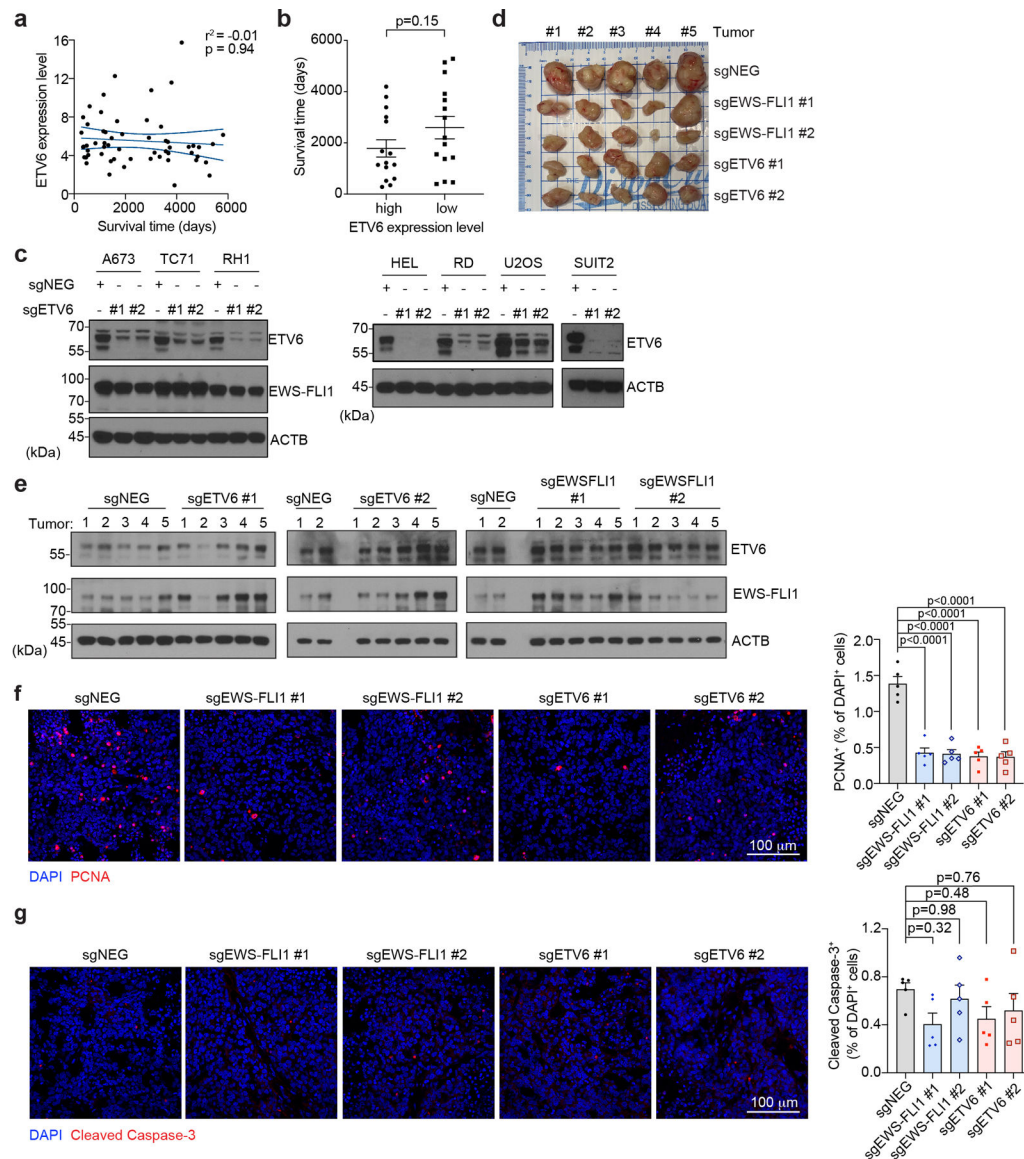 a
r² = -0.01
p = 0.94
ETV6 expression level
16
12
8
4
0
0 2000 4000 6000
Survival time (days)
b
p=0.15
Survival time (days)
6000
4000
2000
0
high low
ETV6 expression level
d
#1 #2 #3 #4 #5 Tumor
sgNEG
sgEWS-FLI1 #1
sgEWS-FLI1 #2
sgETV6 #1
sgETV6 #2
THE
c
A673 TC71 RH1
sgNEG + - - + - - + - -
sgETV6 - #1 #2 - #1 #2 - #1 #2
70
55
ETV6
100
70
EWS-FLI1
55
45
ACTB
(kDa)
HEL RD U2OS SUIT2
+ - - + - - + - - + - -
- #1 #2 - #1 #2 - #1 #2 - #1 #2
70
55
ETV6
45
ACTB
(kDa)
e
sgNEG sgETV6 #1 sgNEG sgETV6 #2 sgNEG sgEWSFLI1 #1 sgEWSFLI1 #2
Tumor: 1 2 3 4 5 1 2 3 4 5 1 2 1 2 3 4 5 1 2 1 2 3 4 5 1 2 3 4 5
55
ETV6
100
70
EWS-FLI1
55
45
ACTB
(kDa)
f
sgNEG sgEWS-FLI1 #1 sgEWS-FLI1 #2 sgETV6 #1 sgETV6 #2
100 μm
DAPI PCNA
p<0.0001
p<0.0001
p<0.0001
p<0.0001
PCNA⁺ (% of DAPI⁺ cells)
2.0
1.5
1.0
0.5
0.0
sgNEG
sgEWS-FLI1 #1
sgEWS-FLI1 #2
sgETV6 #1
sgETV6 #2
g
sgNEG sgEWS-FLI1 #1 sgEWS-FLI1 #2 sgETV6 #1 sgETV6 #2
100 μm
DAPI Cleaved Caspase-3
p=0.76
p=0.48
p=0.98
p=0.32
Cleaved Caspase-3⁺
(% of DAPI⁺ cells)
1.2
0.8
0.4
0.0
sgNEG
sgEWS-FLI1 #1
sgEWS-FLI1 #2
sgETV6 #1
sgETV6 #2